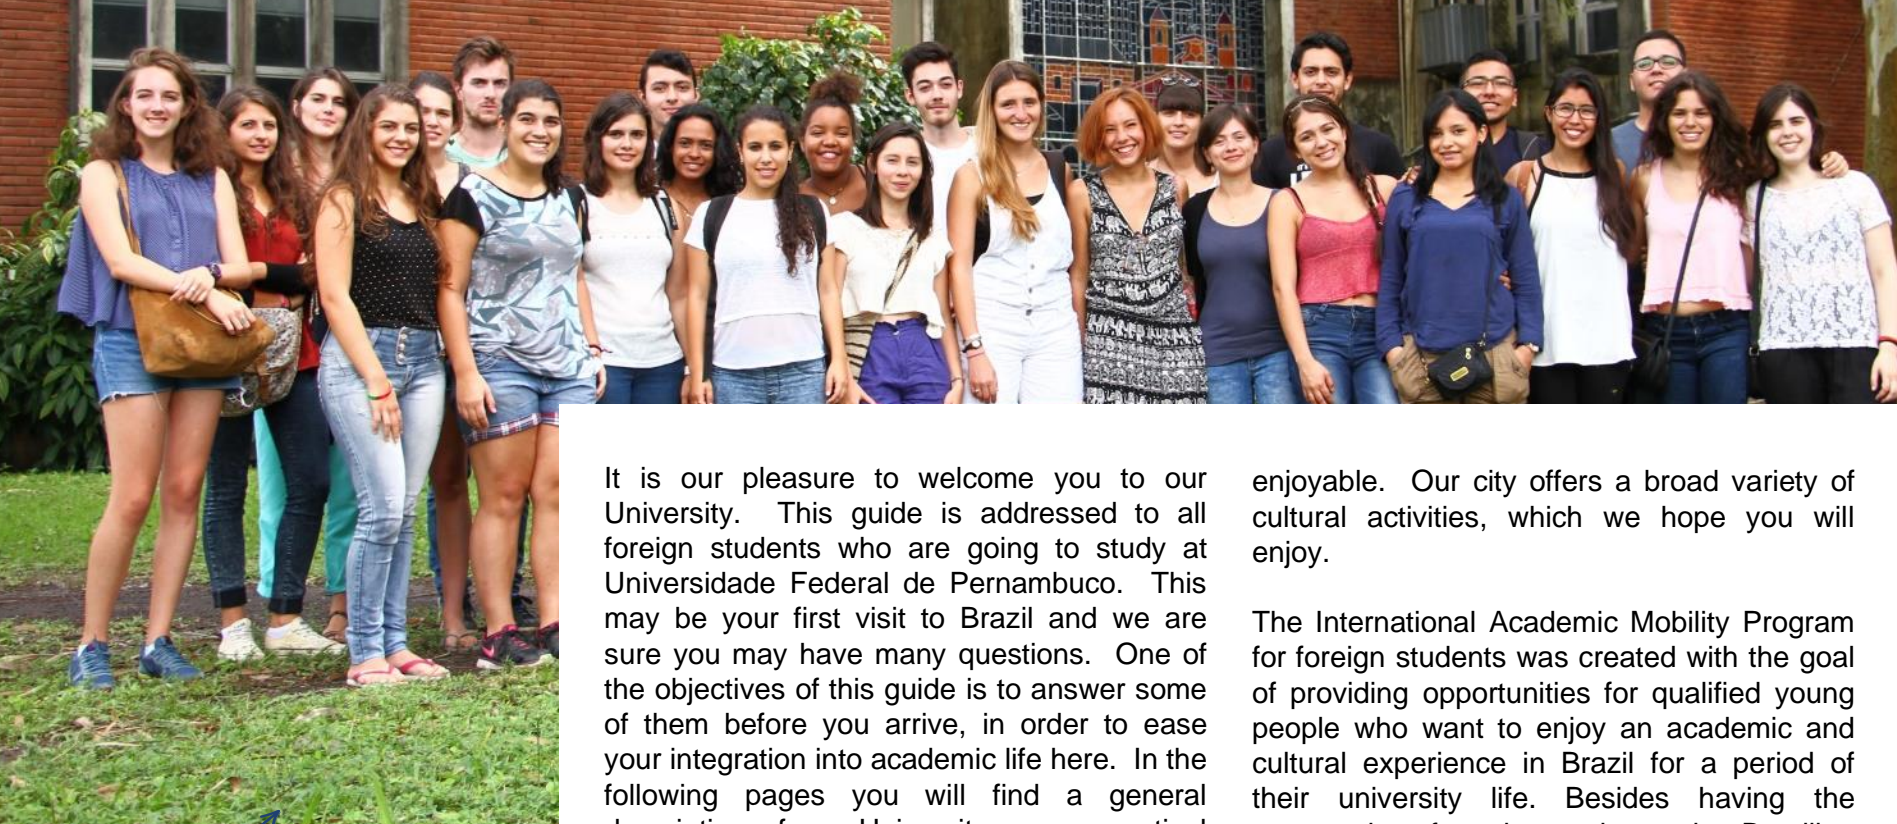 It is our pleasure to welcome you to our
University. This guide is addressed to all
foreign students who are going to study at
Universidade Federal de Pernambuco. This
may be your first visit to Brazil and we are
sure you may have many questions. One of
the objectives of this guide is to answer some
of them before you arrive, in order to ease
your integration into academic life here. In the
following pages you will find a general
enjoyable. Our city offers a broad variety of
cultural activities, which we hope you will
enjoy.
The International Academic Mobility Program
for foreign students was created with the goal
of providing opportunities for qualified young
people who want to enjoy an academic and
cultural experience in Brazil for a period of
their university life. Besides having the